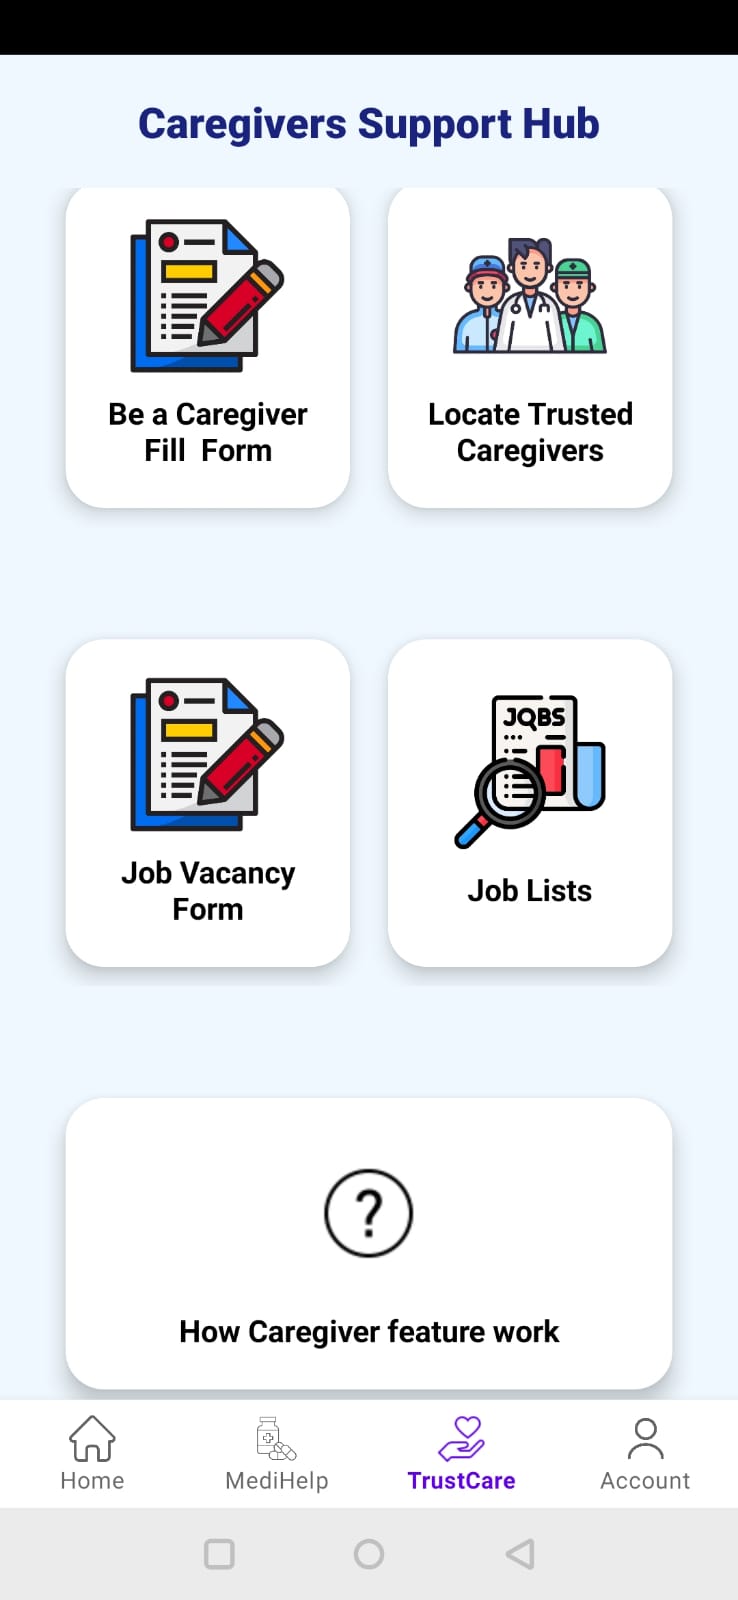 Caregivers Support Hub
Be a Caregiver
Fill  Form
Locate Trusted
Caregivers
Job Vacancy
Form
JOBS
Job Lists
?
How Caregiver feature work
Home
MediHelp
TrustCare
Account